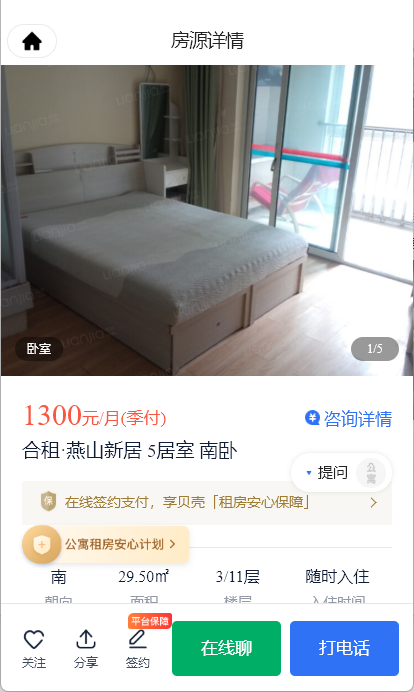 房源详情
卧室
1/5
1300元/月(季付)
咨询详情
合租·燕山新居 5居室 南卧
提问
公寓
保
在线签约支付，享贝壳「租房安心保障」
公寓租房安心计划
南
29.50㎡
3/11层
随时入住
朝向
面积
楼层
入住时间
平台保障
关注
分享
签约
在线聊
打电话